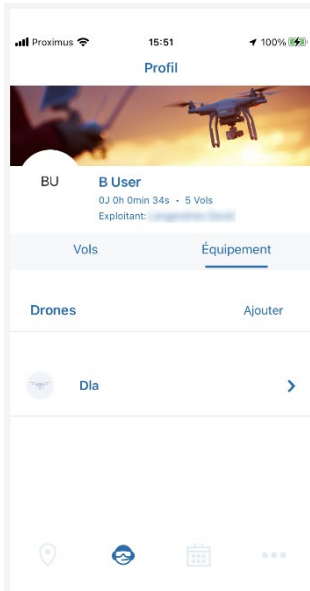 Proximus 15:51 100%
Profil
BU
B User
0J 0h 0min 34s • 5 Vols
Exploitant:
Vols Équipement
Drones Ajouter
Dla